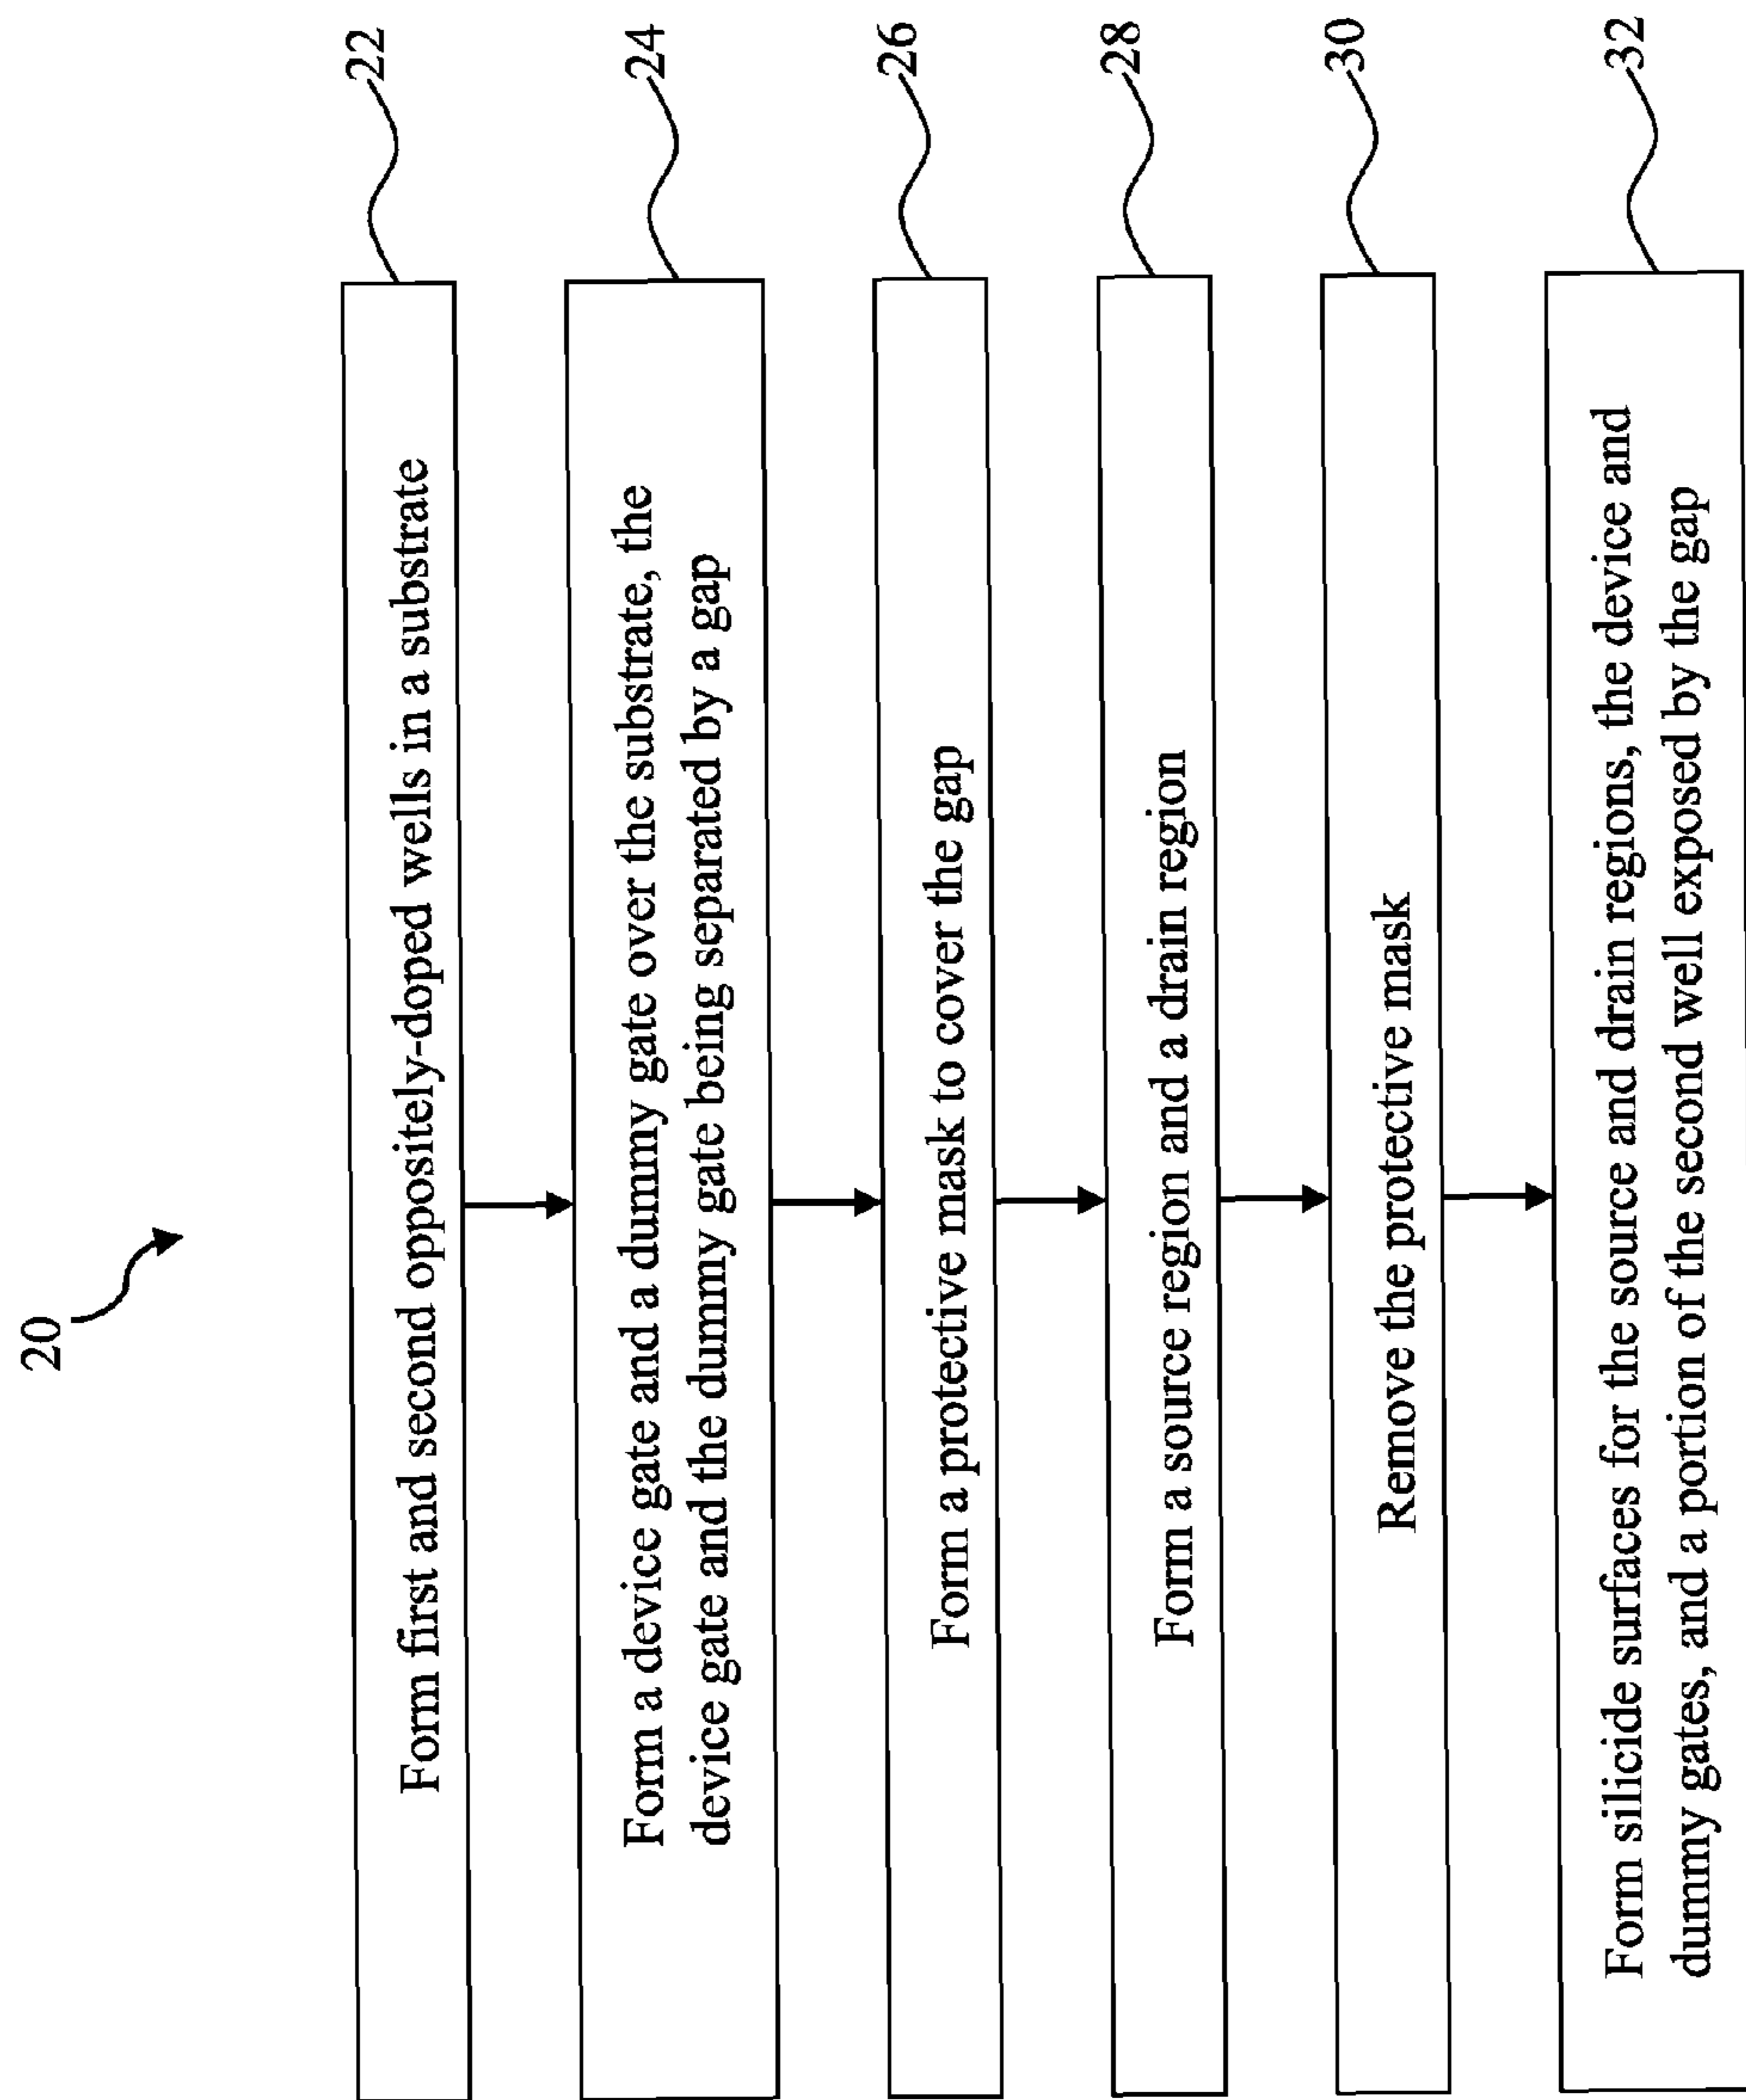 20
22
Form first and second oppositely-doped wells in a substrate
24
Form a device gate and a dummy gate over the substrate, the
device gate and the dummy gate being separated by a gap
26
Form a protective mask to cover the gap
28
Form a source region and a drain region
30
Remove the protective mask
32
Form silicide surfaces for the source and drain regions, the device and
dummy gates, and a portion of the second well exposed by the gap